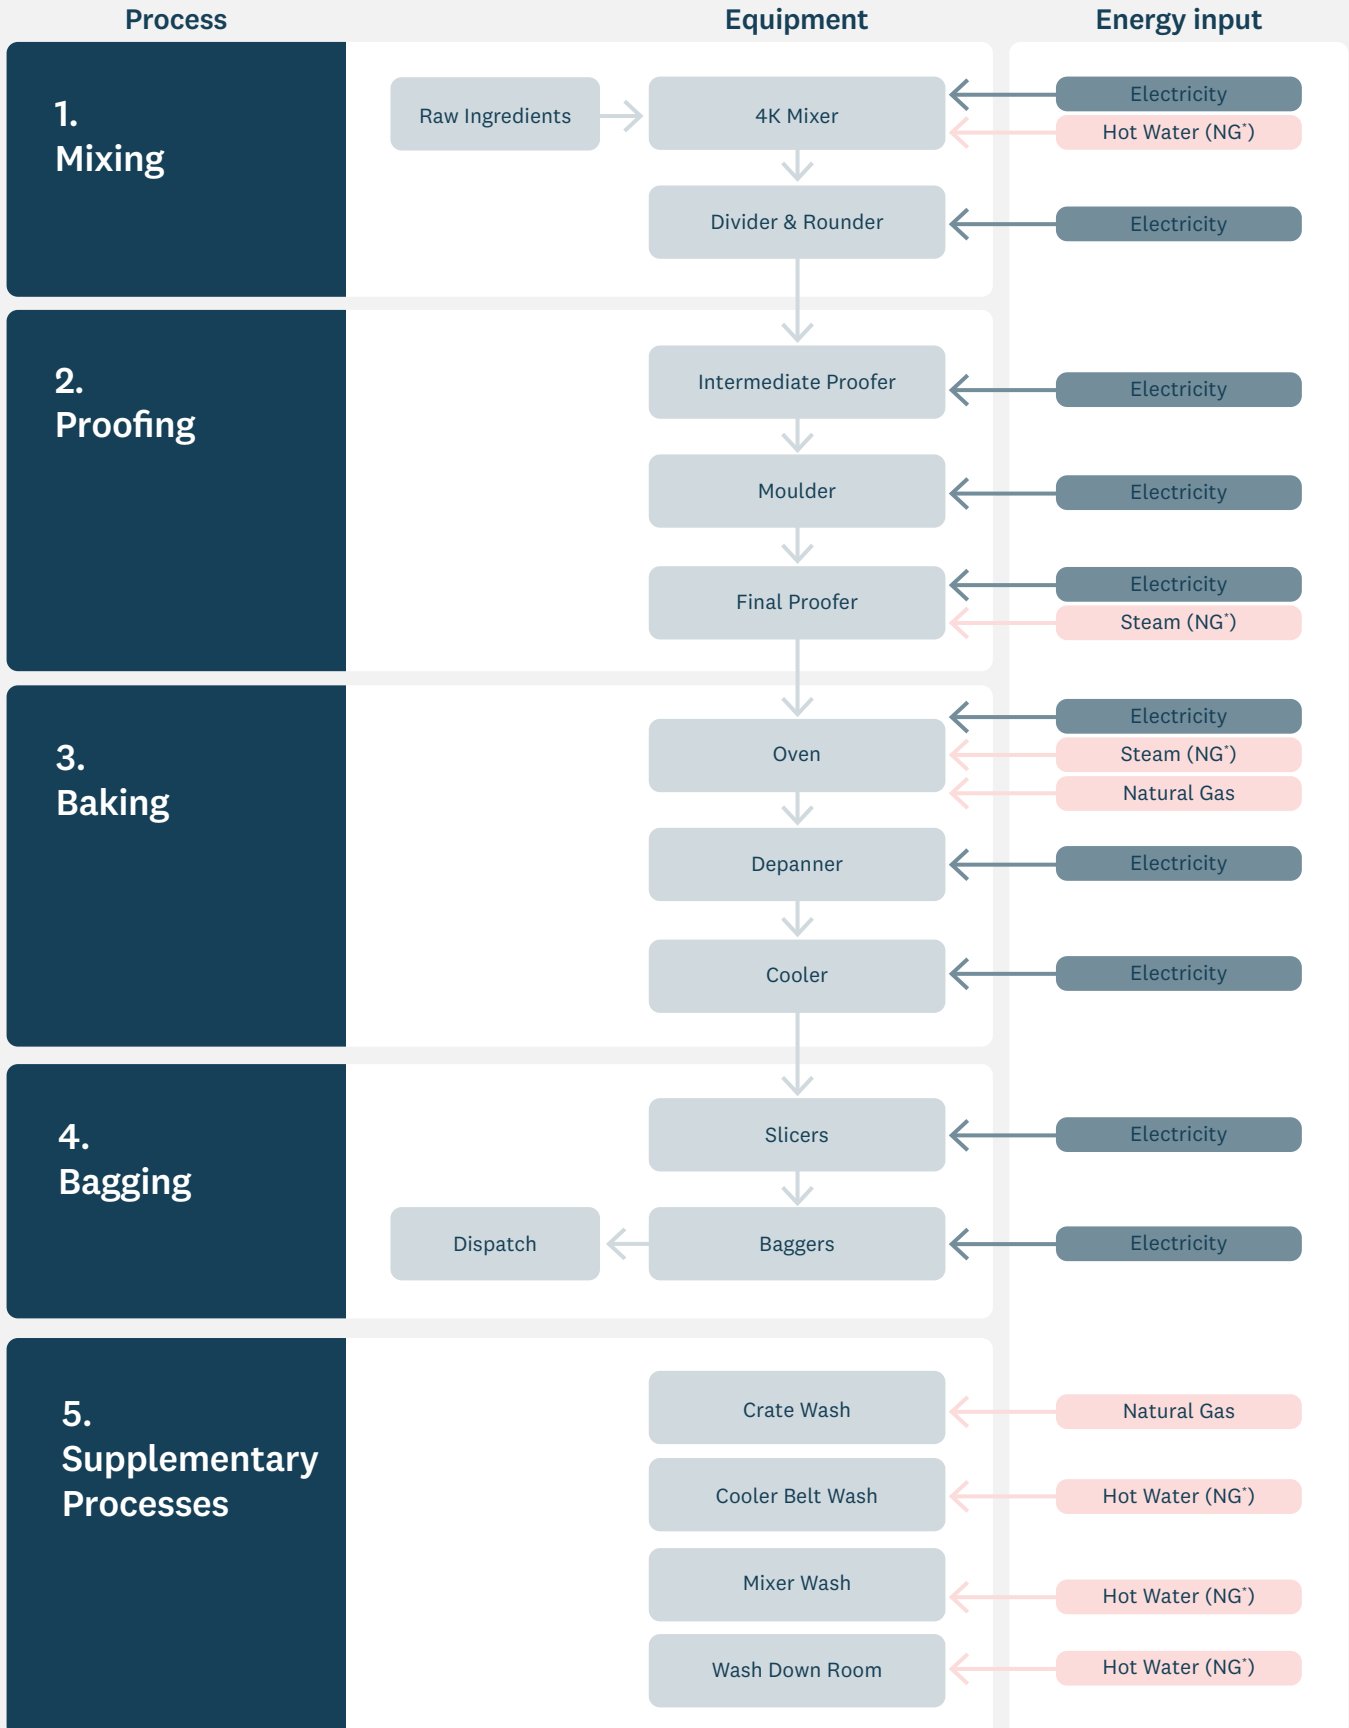 Process
Equipment
Energy input
1.
Mixing
Raw Ingredients
4K Mixer
Electricity
Hot Water (NG*)
Divider & Rounder
Electricity
2.
Proofing
Intermediate Proofer
Electricity
Moulder
Electricity
Final Proofer
Electricity
Steam (NG*)
3.
Baking
Oven
Electricity
Steam (NG*)
Natural Gas
Depanner
Electricity
Cooler
Electricity
4.
Bagging
Slicers
Electricity
Dispatch
Baggers
Electricity
5.
Supplementary
Processes
Crate Wash
Natural Gas
Cooler Belt Wash
Hot Water (NG*)
Mixer Wash
Hot Water (NG*)
Wash Down Room
Hot Water (NG*)